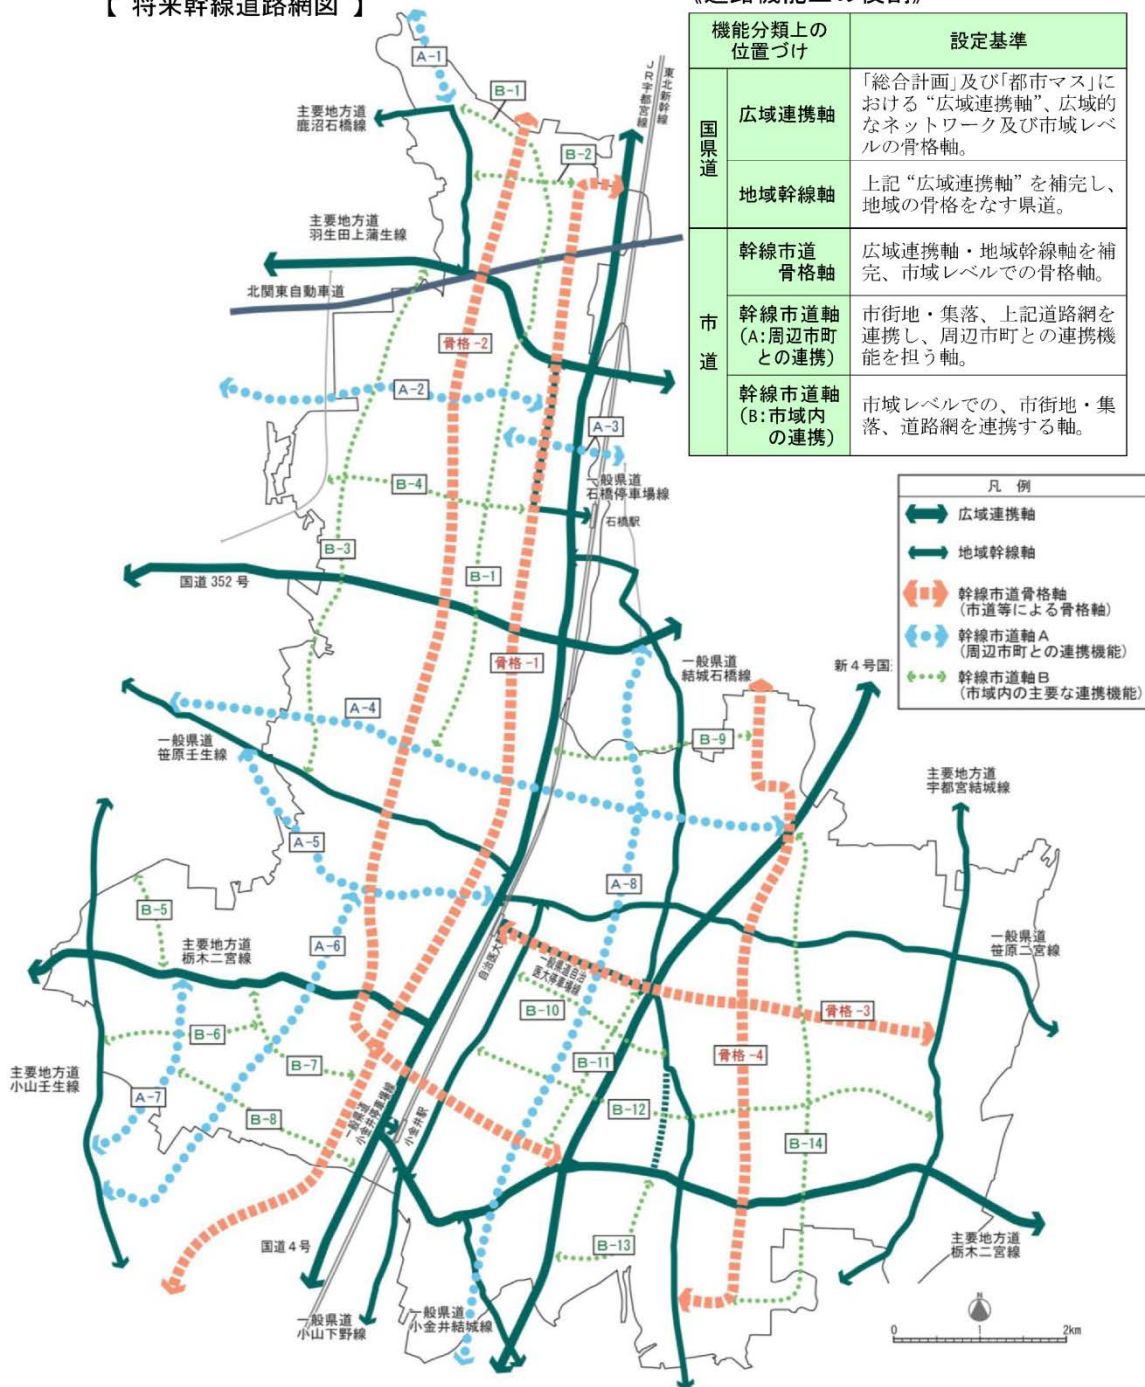 【 将来幹線道路網図 】
機能分類上の
位置づけ
設定基準
国県道
広域連携軸
「総合計画」及び「都市マス」に
おける “広域連携軸”、広域的
なネットワーク及び市域レベ
ルの骨格軸。
地域幹線軸
上記 “広域連携軸” を補完し、
地域の骨格をなす県道。
市道
幹線市道
骨格軸
広域連携軸・地域幹線軸を補
完、市域レベルでの骨格軸。
幹線市道軸
(A:周辺市町
との連携)
市街地・集落、上記道路網を
連携し、周辺市町との連携機
能を担う軸。
幹線市道軸
(B:市域内
の連携)
市域レベルでの、市街地・集
落、道路網を連携する軸。
凡 例
広域連携軸
地域幹線軸
幹線市道骨格軸
(市道等による骨格軸)
幹線市道軸A
(周辺市町との連携機能)
幹線市道軸B
(市域内の主要な連携機能)
A-1
B-1
JR宇都宮線
東北新幹線
主要地方道
鹿沼石橋線
B-2
主要地方道
羽生田上蒲生線
北関東自動車道
骨格-2
A-2
A-3
B-4
一般県道
石橋停車場線
石橋駅
B-3
B-1
国道352号
骨格-1
一般県道
結城石橋線
新4号国
A-4
B-9
一般県道
笹原壬生線
主要地方道
宇都宮結城線
A-5
A-8
B-5
A-6
主要地方道
栃木二宮線
自治医大
一般県道自治
医大停車場線
一般県道
笹原二宮線
B-10
骨格-3
B-6
B-7
B-11
骨格-4
主要地方道
小山壬生線
A-7
B-8
一般県道
小金井停車場線
小金井駅
B-12
B-14
国道4号
B-13
主要地方道
栃木二宮線
一般県道
小山下野線
一般県道
小金井結城線
N
0
1
2km